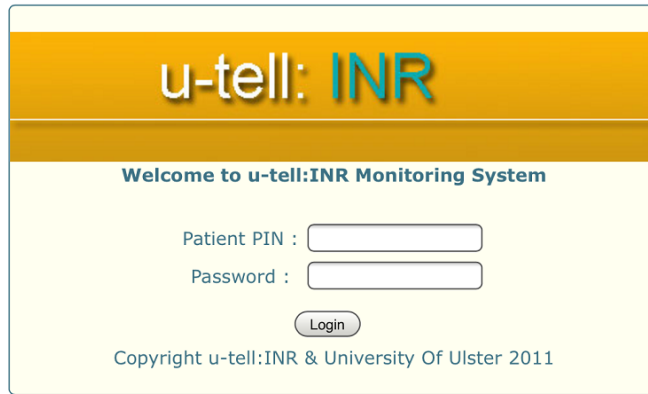 u-tell: INR
Welcome to u-tell:INR Monitoring System
Patient PIN :
Password :
Login
Copyright u-tell:INR & University Of Ulster 2011